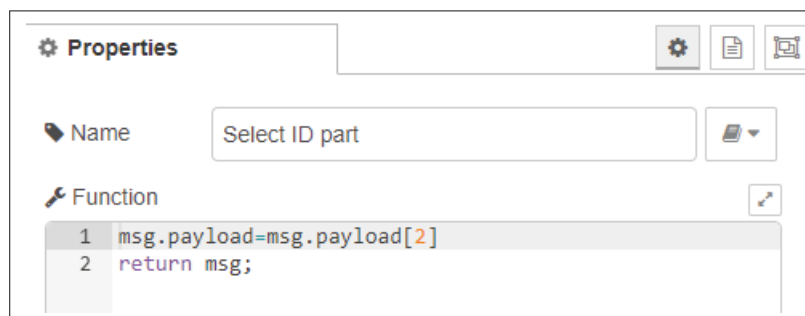 Properties
Name
Select ID part
Function
1 msg.payload=msg.payload[2]
2 return msg;